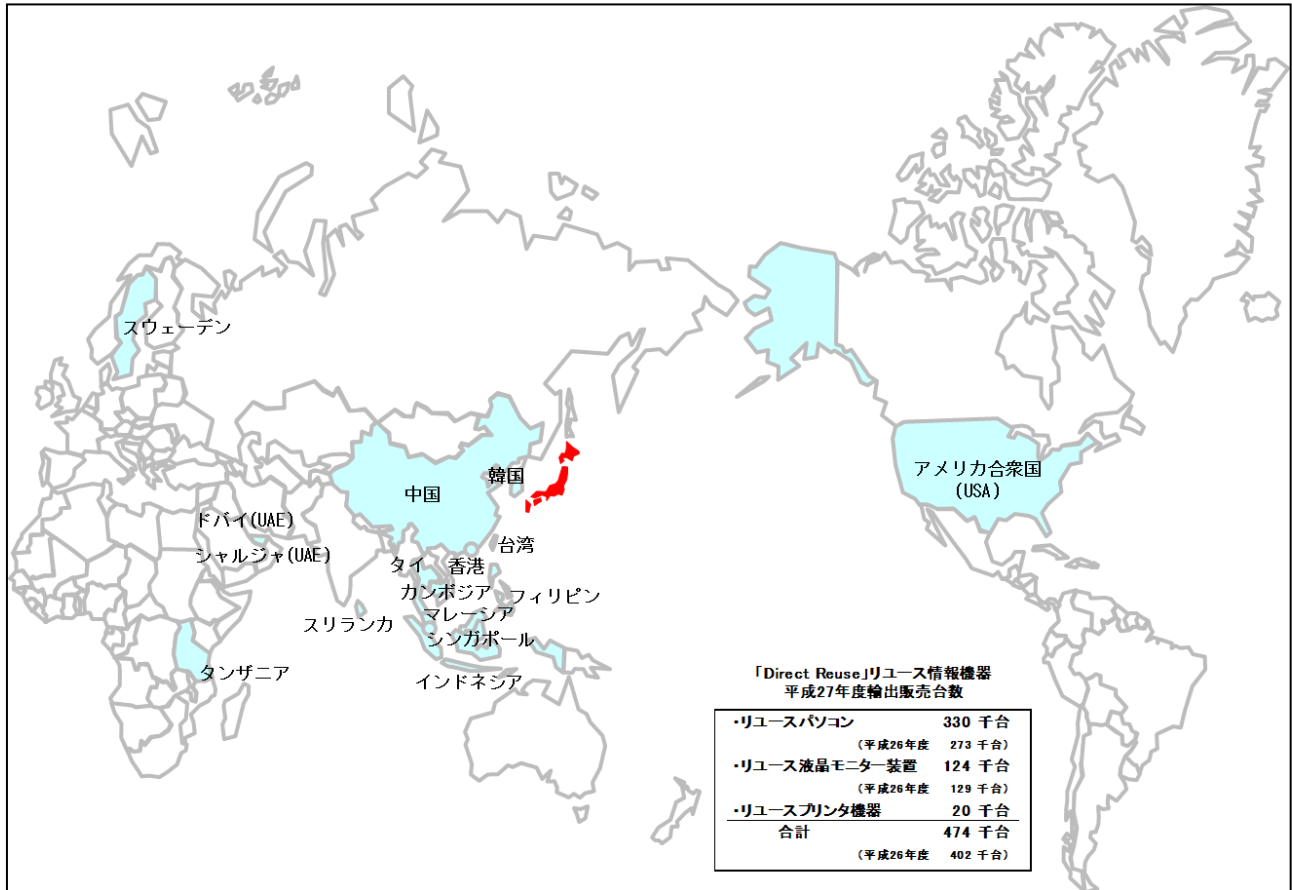 スウェーデン
アメリカ合衆国
(USA)
韓国
中国
ドバイ(UAE)
台湾
シャルジャ(UAE)
タイ
香港
カンボジア
フィリピン
マレーシア
スリランカ
シンガポール
タンザニア
インドネシア
「Direct Reuse」リユース情報機器
平成27年度輸出販売台数
・リユースパソコン 330 千台
(平成26年度 273 千台)
・リユース液晶モニター装置 124 千台
(平成26年度 129 千台)
・リユースプリンタ機器 20 千台
合計 474 千台
(平成26年度 402 千台)